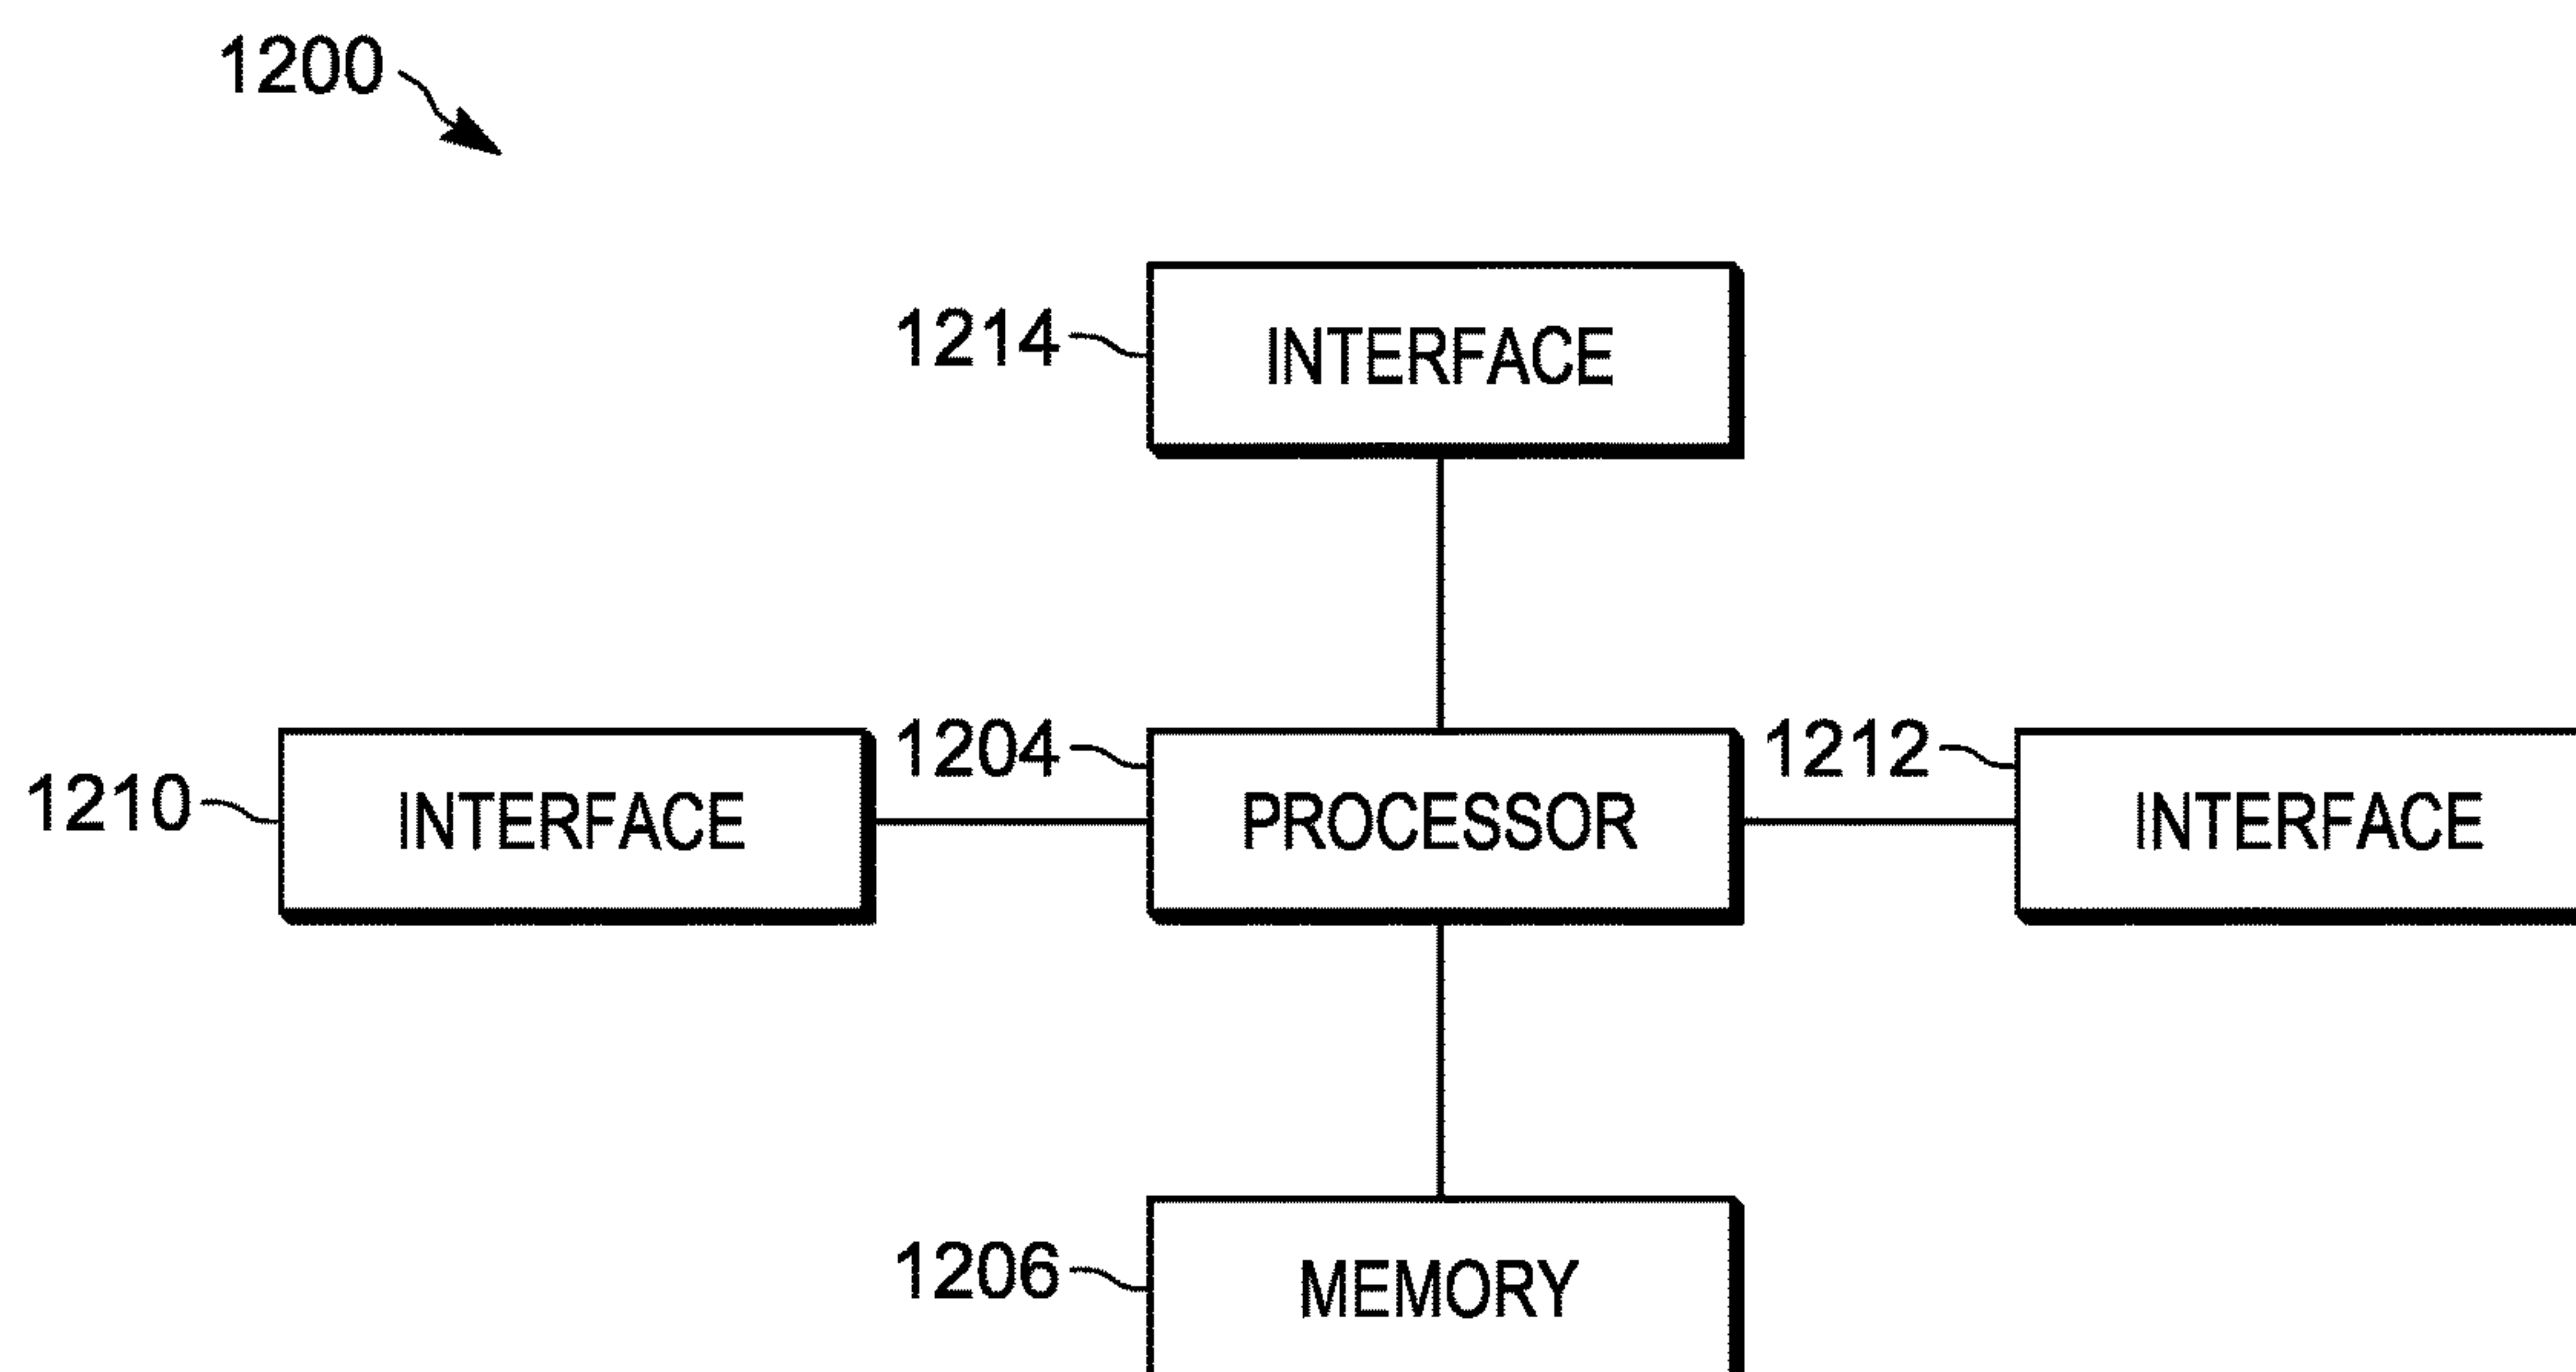 1200
1214 INTERFACE
1210 INTERFACE 1204 PROCESSOR 1212 INTERFACE
1206 MEMORY